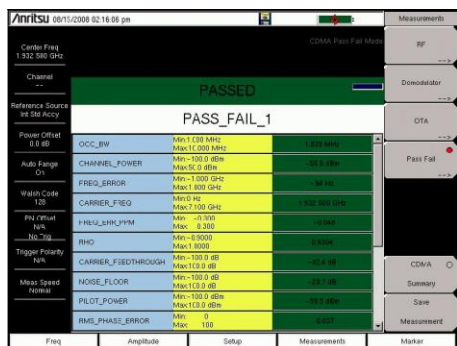 Anritsu 08/15/2008 02:16:06 pm
Measurements
Center Freq
1.932 500 GHz
Channel
--
Reference Source
Int Std Accy
Power Offset
0.0 dB
Auto Range
On
Walsh Code
128
PN Offset
N/A
No Trig
Trigger Polarity
N/A
Meas Speed
Normal
CDMA Pass Fail Mode
PASSED
PASS_FAIL_1
OCC_BW
Min:1.000 MHz
Max:10.000 MHz
CHANNEL_POWER
Min:-100.0 dBm
Max:50.0 dBm
FREQ_ERROR
Min:-1.000 GHz
Max:1.000 GHz
CARRIER_FREQ
Min:0 Hz
Max:7.100 GHz
1.932 500 GHz
FREQ_ERR_PPM
Min: -0.300
Max: 0.300
RHO
Min:-0.9000
Max:1.0000
CARRIER_FEEDTHROUGH
Min:-100.0 dB
Max:100.0 dB
NOISE_FLOOR
Min:-100.0 dB
Max:100.0 dB
PILOT_POWER
Min:-100.0 dBm
Max:100.0 dBm
RMS_PHASE_ERROR
Min: 0
Max: 100
RF
-->
Demodulator
-->
OTA
-->
Pass Fail
-->
CDMA
Summary
Save
Measurement
Freq
Amplitude
Setup
Measurements
Marker